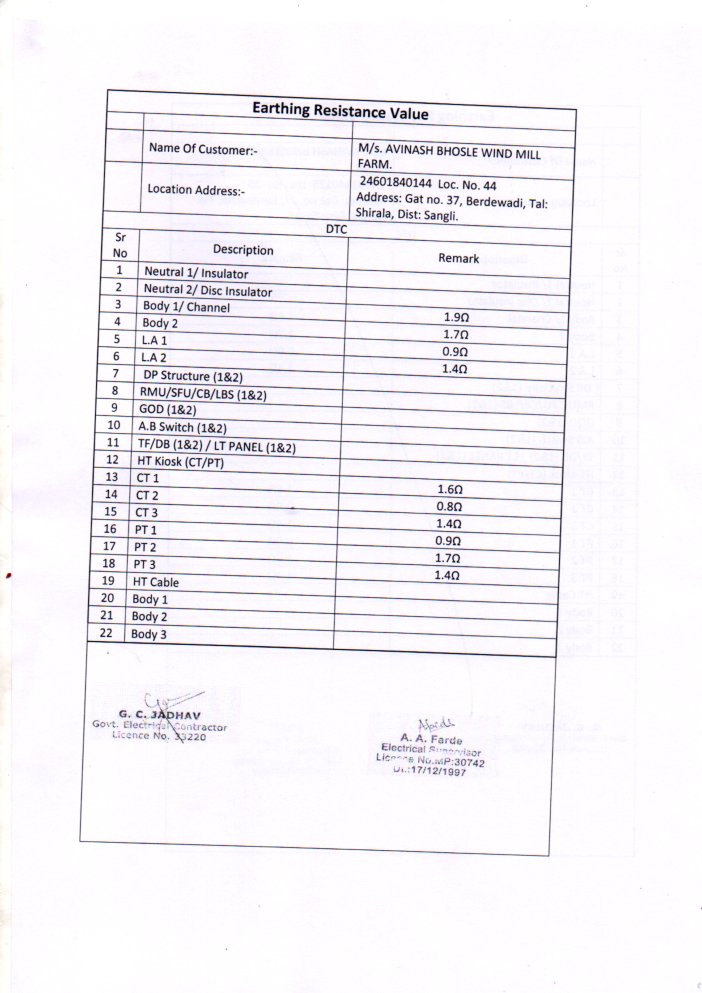 Earthing Resistance Value
Name Of Customer:- M/s. AVINASH BHOSLE WIND MILL
FARM.
Location Address:- 24601840144 Loc. No. 44
Address: Gat no. 37, Berdewadi, Tal:
Shirala, Dist: Sangli.
DTC
Sr
No Description Remark
1 Neutral 1/ Insulator
2 Neutral 2/ Disc Insulator
3 Body 1/ Channel 1.9Ω
4 Body 2 1.7Ω
5 L.A 1 0.9Ω
6 L.A 2 1.4Ω
7 DP Structure (1&2)
8 RMU/SFU/CB/LBS (1&2)
9 GOD (1&2)
10 A.B Switch (1&2)
11 TF/DB (1&2) / LT PANEL (1&2)
12 HT Kiosk (CT/PT)
13 CT 1 1.6Ω
14 CT 2 0.8Ω
15 CT 3 1.4Ω
16 PT 1 0.9Ω
17 PT 2 1.7Ω
18 PT 3 1.4Ω
19 HT Cable
20 Body 1
21 Body 2
22 Body 3
G. C. JADHAV
Govt. Electrical Contractor
Licence No. 33220
A. A. Farde
Electrical Supervisor
Licence No.MP:30742
Dt.:17/12/1997